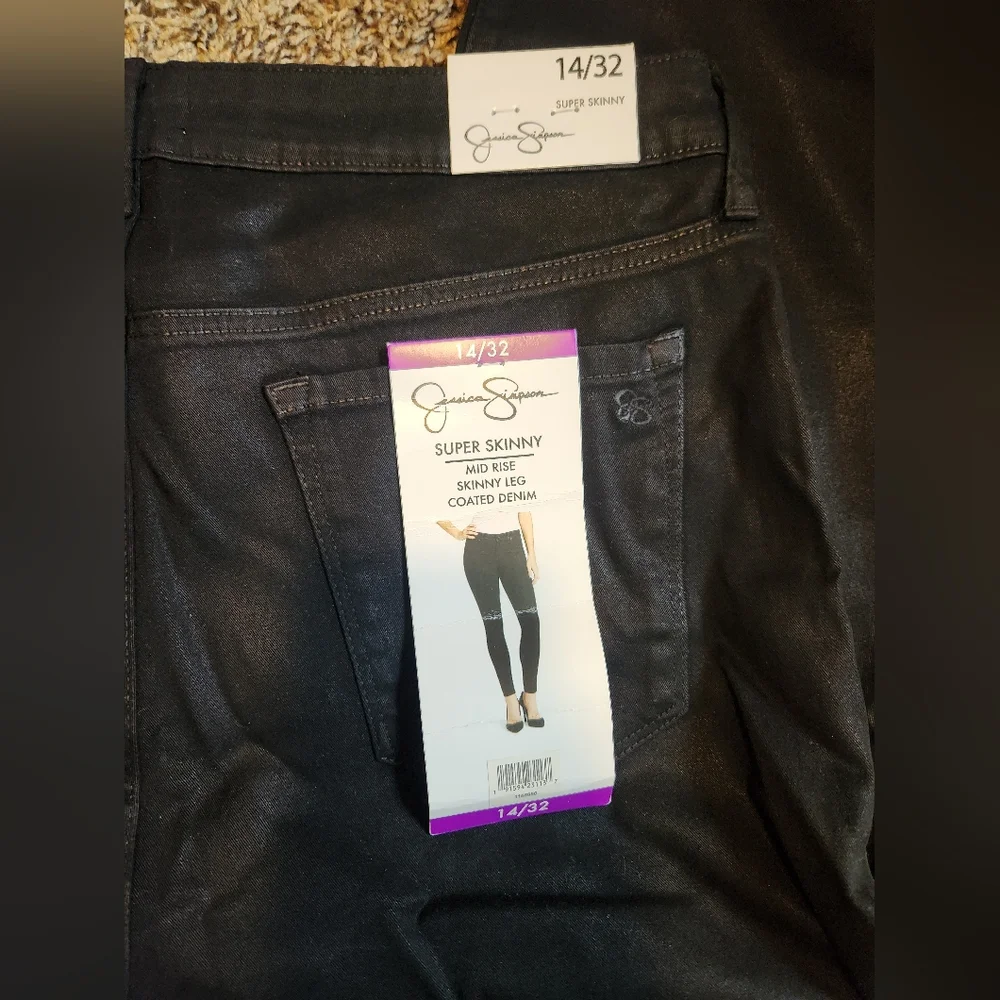 14/32
SUPER SKINNY
Jessica Simpson
14/32
Jessica Simpson
SUPER SKINNY
MID RISE
SKINNY LEG
COATED DENIM
14/32